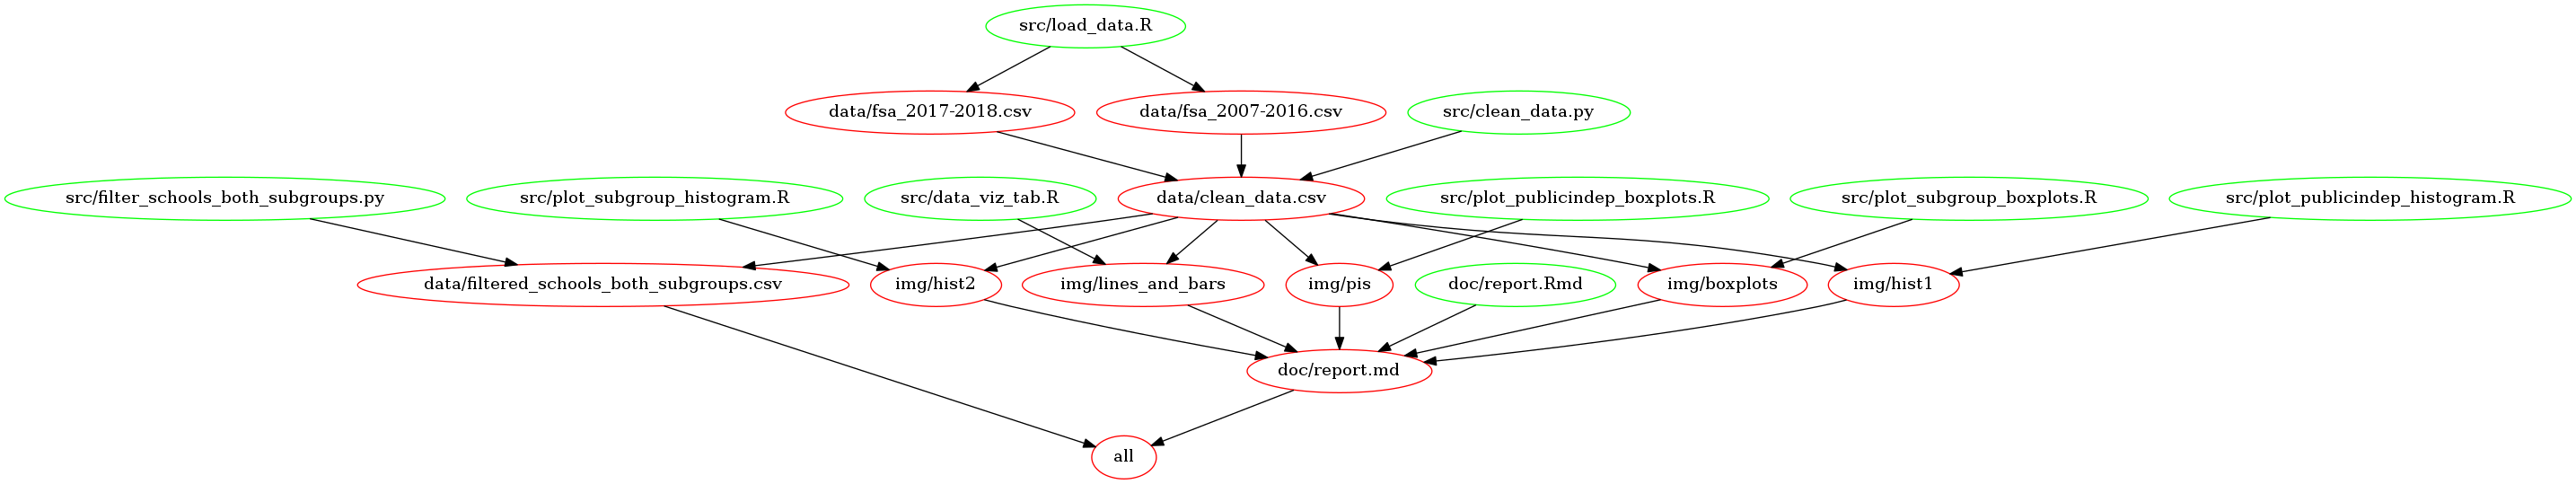 src/load_data.R
data/fsa_2017-2018.csv
data/fsa_2007-2016.csv
src/clean_data.py
src/filter_schools_both_subgroups.py
src/plot_subgroup_histogram.R
src/data_viz_tab.R
data/clean_data.csv
src/plot_publicindep_boxplots.R
src/plot_subgroup_boxplots.R
src/plot_publicindep_histogram.R
data/filtered_schools_both_subgroups.csv
img/hist2
img/lines_and_bars
img/pis
doc/report.Rmd
img/boxplots
img/hist1
doc/report.md
all